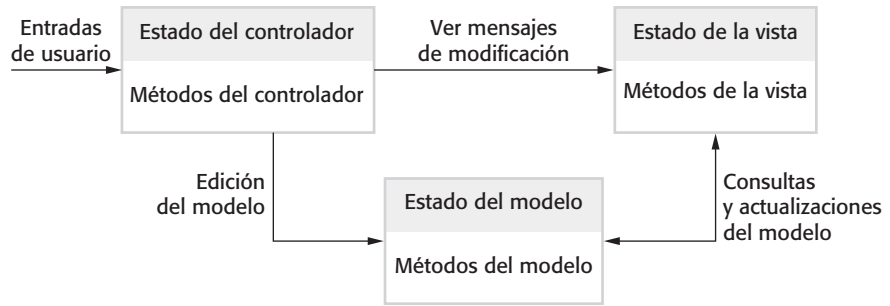 Entradas
de usuario
Estado del controlador
Métodos del controlador
Ver mensajes
de modificación
Estado de la vista
Métodos de la vista
Edición
del modelo
Estado del modelo
Métodos del modelo
Consultas
y actualizaciones
del modelo